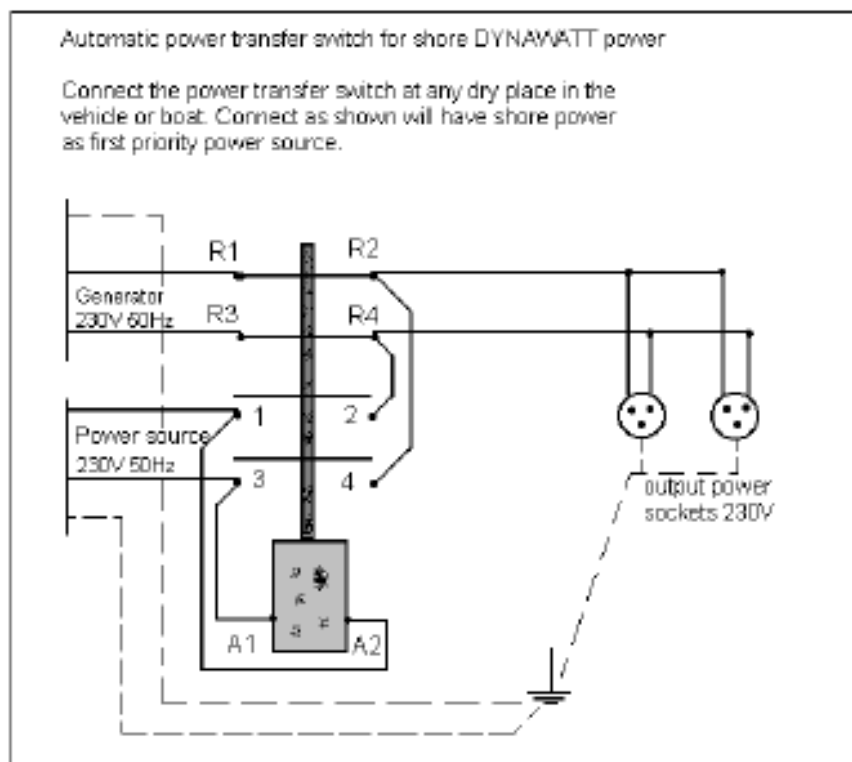 Automatic power transfer switch for shore DYNAWATT power
Connect the power transfer switch at any dry place in the
vehicle or boat. Connect as shown will have shore power
as first priority power source.
R1
R2
Generator
230V 50Hz
R3
R4
1
2
Power source
230V 50Hz
3
4
output power
sockets 230V
A1
A2